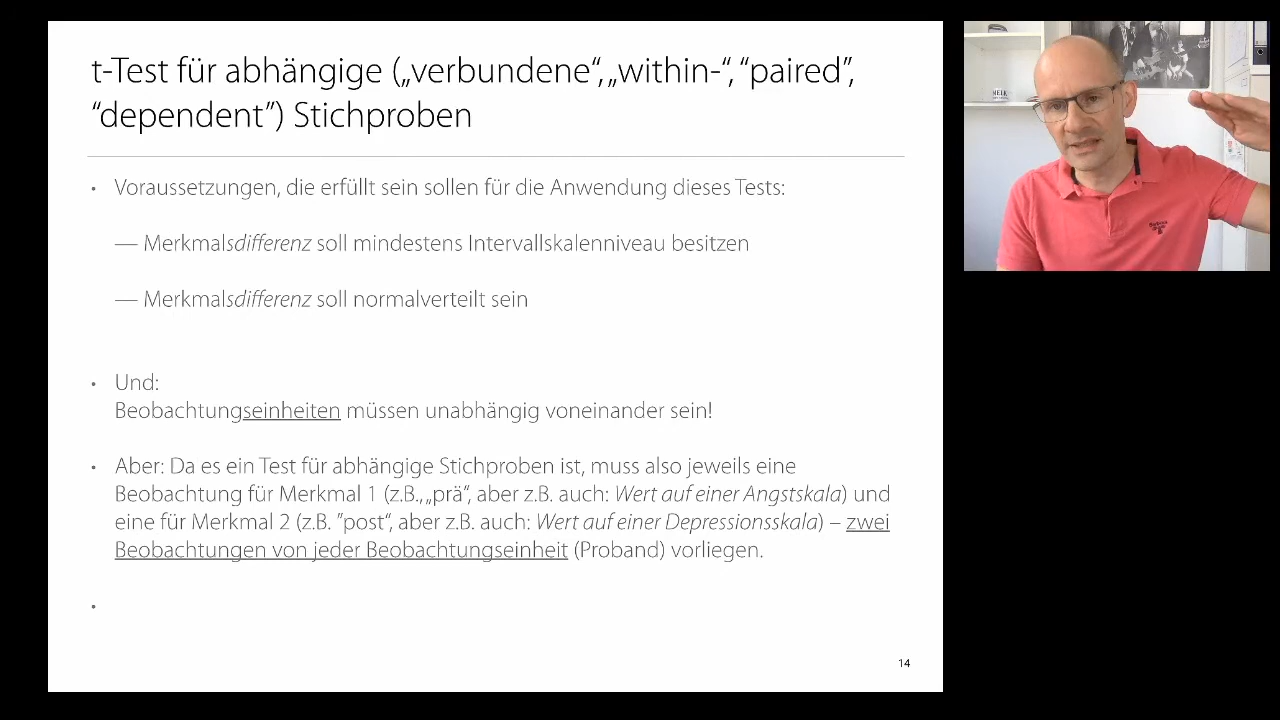 t-Test für abhängige („verbundene“, „within-“, “paired”,
“dependent”) Stichproben
• Voraussetzungen, die erfüllt sein sollen für die Anwendung dieses Tests:
— Merkmalsdifferenz soll mindestens Intervallskalenniveau besitzen
— Merkmalsdifferenz soll normalverteilt sein
• Und:
Beobachtungseinheiten müssen unabhängig voneinander sein!
• Aber: Da es ein Test für abhängige Stichproben ist, muss also jeweils eine
Beobachtung für Merkmal 1 (z.B., „prä“, aber z.B. auch: Wert auf einer Angstskala) und
eine für Merkmal 2 (z.B. ”post“, aber z.B. auch: Wert auf einer Depressionsskala) – zwei
Beobachtungen von jeder Beobachtungseinheit (Proband) vorliegen.
•
14